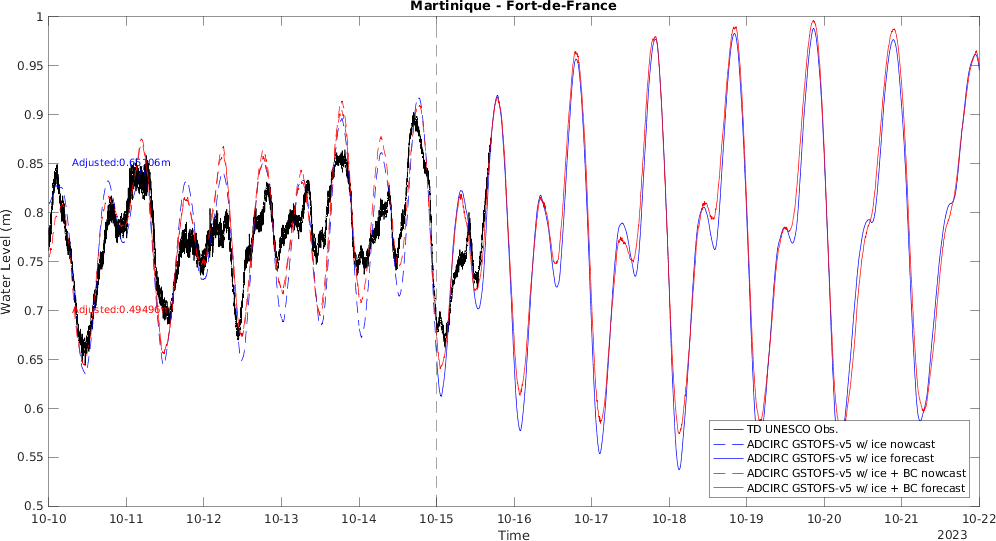 Martinique - Fort-de-France
1
0.95
0.9
0.85
0.8
0.75
0.7
0.65
0.6
0.55
0.5
Water Level (m)
Adjusted:
Adjusted:
TD UNESCO Obs.
ADCIRC GSTOFS-v5 w/ ice nowcast
ADCIRC GSTOFS-v5 w/ ice forecast
ADCIRC GSTOFS-v5 w/ ice + BC nowcast
ADCIRC GSTOFS-v5 w/ ice + BC forecast
10-10 10-11 10-12 10-13 10-14 10-15 10-16 10-17 10-18 10-19 10-20 10-21 10-22
Time
2023